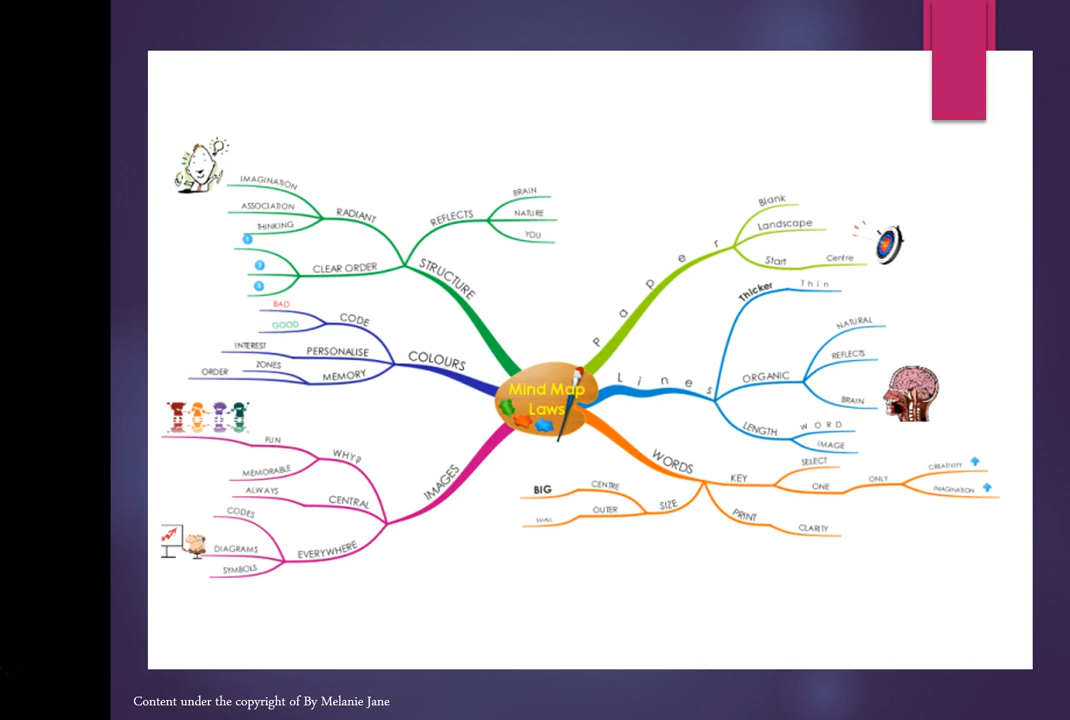 Mind Map
Laws
Paper
Blank
Landscape
Start
Centre
Lines
Thicker
Thin
ORGANIC
NATURAL
REFLECTS
BRAIN
LENGTH
WORD
IMAGE
WORDS
KEY
SELECT
ONE
ONLY
CREATIVITY
IMAGINATION
PRINT
CLARITY
SIZE
CENTRE
BIG
OUTER
SMALL
IMAGES
WHY?
FUN
MEMORABLE
CENTRAL
ALWAYS
EVERYWHERE
CODES
DIAGRAMS
SYMBOLS
COLOURS
CODE
BAD
GOOD
PERSONALISE
INTEREST
MEMORY
ZONES
ORDER
STRUCTURE
RADIANT
IMAGINATION
ASSOCIATION
THINKING
CLEAR ORDER
1
2
3
REFLECTS
BRAIN
NATURE
YOU
Content under the copyright of By Melanie Jane